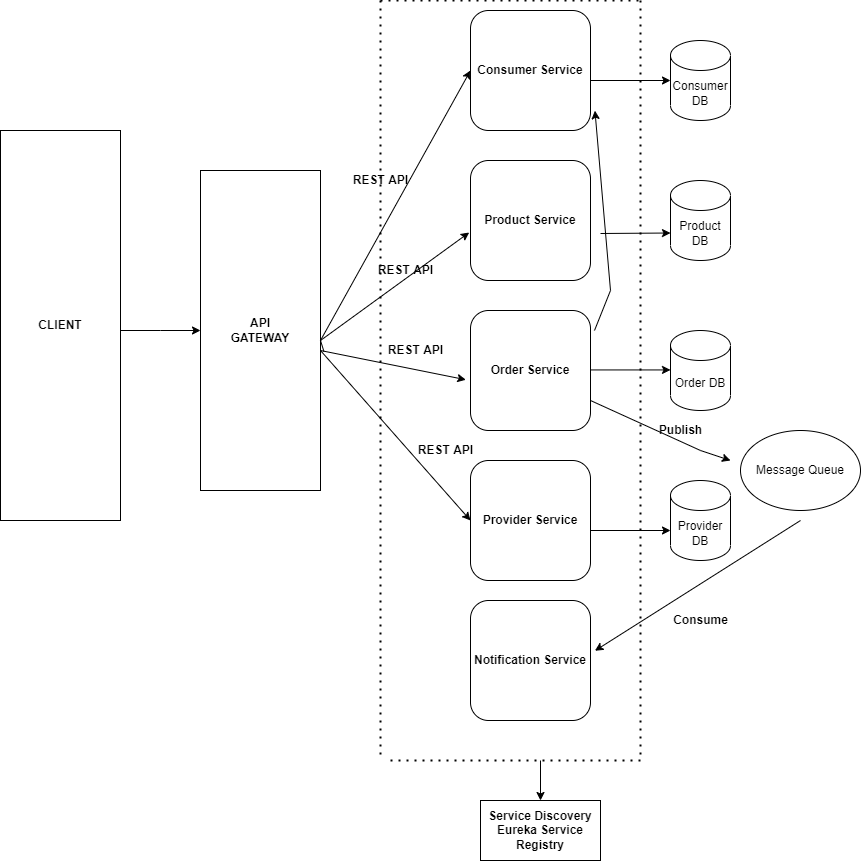 Consumer Service
Consumer
DB
REST API
Product Service
Product
DB
REST API
CLIENT
API
GATEWAY
REST API
Order Service
Order DB
Publish
REST API
Message Queue
Provider Service
Provider
DB
Consume
Notification Service
Service Discovery
Eureka Service
Registry